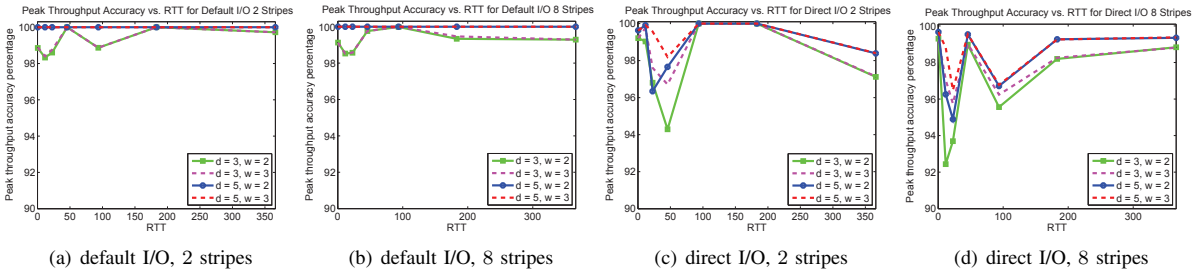 Peak Throughput Accuracy vs. RTT for Default I/O 2 Stripes
Peak throughput accuracy percentage
100
98
96
94
92
90
d = 3, w = 2
d = 3, w = 3
d = 5, w = 2
d = 5, w = 3
0 50 100 150 200 250 300 350
RTT
(a) default I/O, 2 stripes
Peak Throughput Accuracy vs. RTT for Default I/O 8 Stripes
Peak throughput accuracy percentage
100
98
96
94
92
90
d = 3, w = 2
d = 3, w = 3
d = 5, w = 2
d = 5, w = 3
0 100 200 300
RTT
(b) default I/O, 8 stripes
Peak Throughput Accuracy vs. RTT for Direct I/O 2 Stripes
Peak throughput accuracy percentage
100
98
96
94
92
90
d = 3, w = 2
d = 3, w = 3
d = 5, w = 2
d = 5, w = 3
0 50 100 150 200 250 300 350
RTT
(c) direct I/O, 2 stripes
Peak Throughput Accuracy vs. RTT for Direct I/O 8 Stripes
Peak throughput accuracy percentage
100
98
96
94
92
90
d = 3, w = 2
d = 3, w = 3
d = 5, w = 2
d = 5, w = 3
0 100 200 300
RTT
(d) direct I/O, 8 stripes